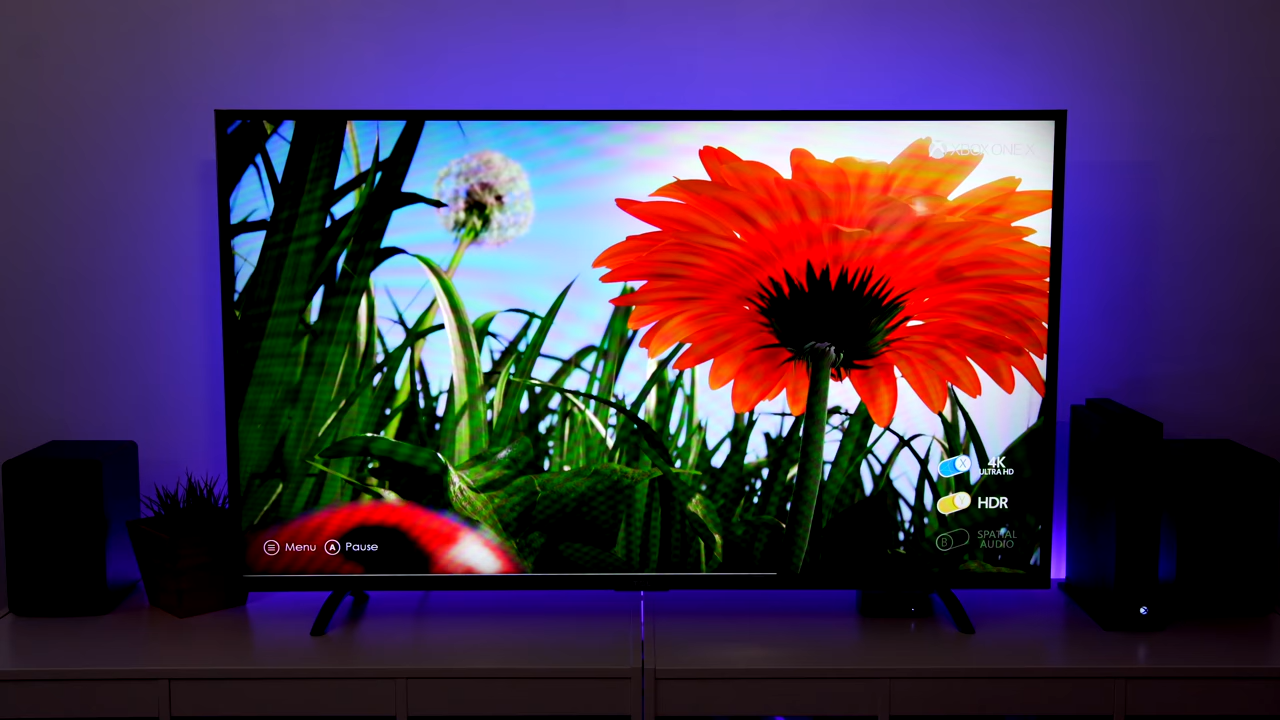 XBOX ONE X
X
4K
ULTRA HD
Y
HDR
B
SPATIAL
AUDIO
Menu
A
Pause